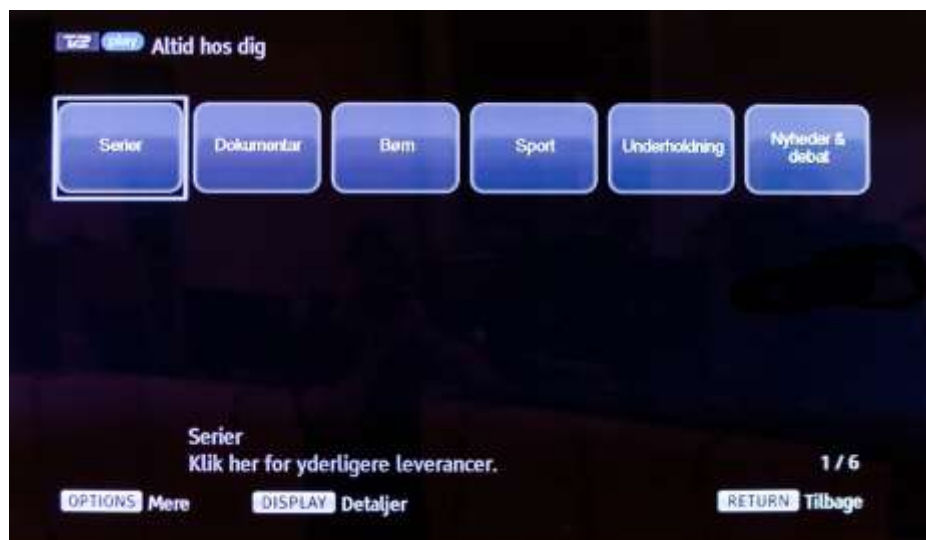 TV2 play Altid hos dig
Serier
Dokumentar
Børn
Sport
Underholdning
Nyheder &
debat
Serier
Klik her for yderligere leverancer.
1/6
OPTIONS Mere
DISPLAY Detaljer
RETURN Tilbage